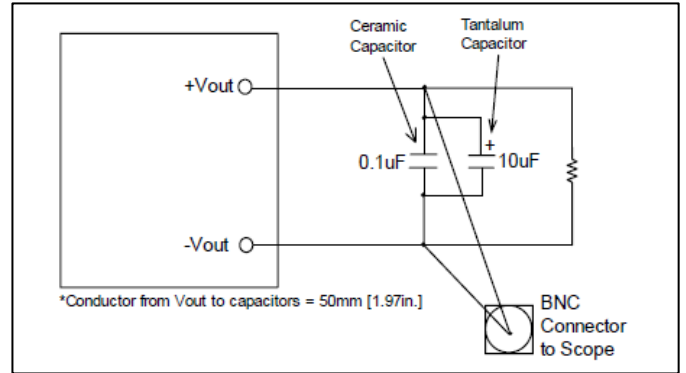 Ceramic
Capacitor
Tantalum
Capacitor
+Vout
+
0.1uF
10uF
-Vout
*Conductor from Vout to capacitors = 50mm [1.97in.]
BNC
Connector
to Scope